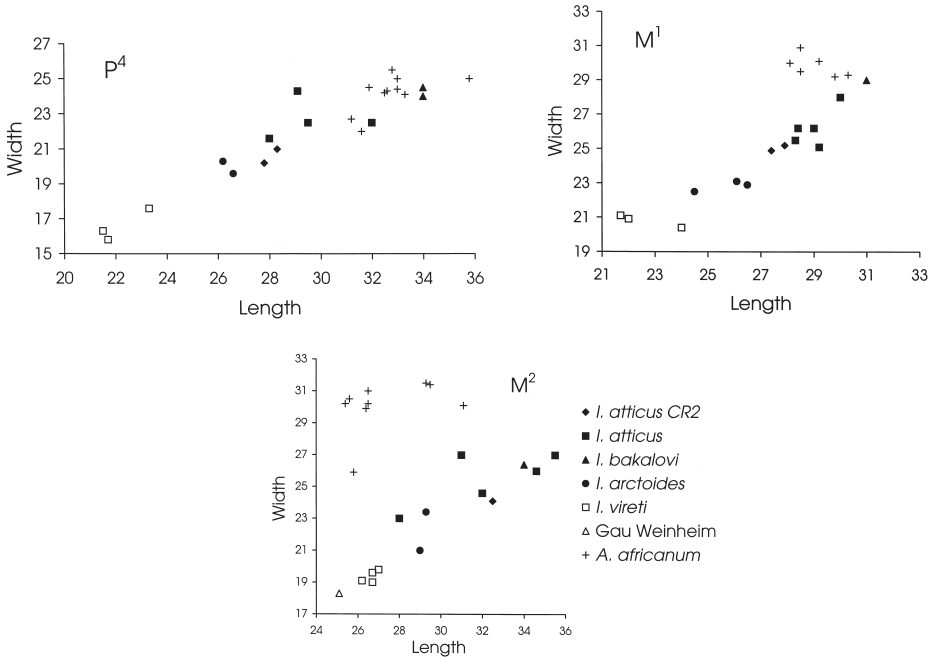 P4
27
25
23
21
19
17
15
Width
20 22 24 26 28 30 32 34 36
Length
M1
33
31
29
27
25
23
21
19
Width
21 23 25 27 29 31 33
Length
M2
33
31
29
27
25
23
21
19
17
Width
24 26 28 30 32 34 36
Length
I. atticus CR2
I. atticus
I. bakalovi
I. arctoides
I. vireti
Gau Weinheim
A. africanum